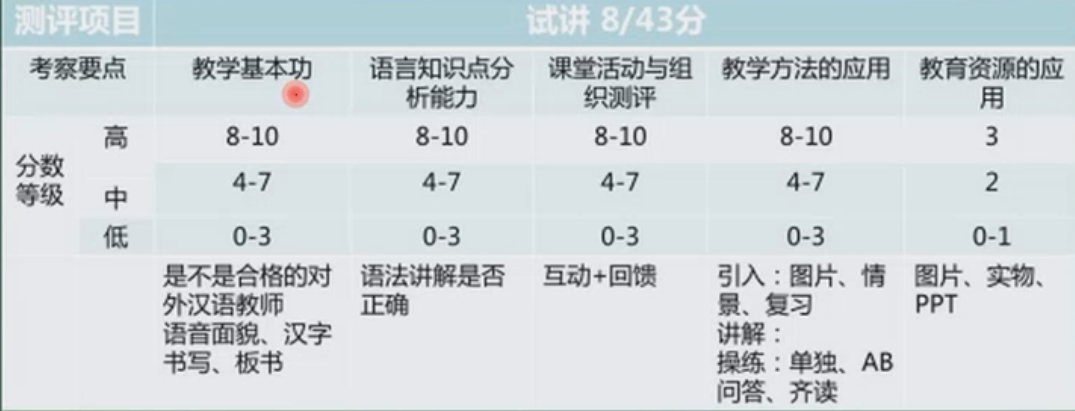 测评项目 试讲 8/43分
考察要点 教学基本功 语言知识点分析能力 课堂活动与组织测评 教学方法的应用 教育资源的应用
分数等级 高 8-10 8-10 8-10 8-10 3
中 4-7 4-7 4-7 4-7 2
低 0-3 0-3 0-3 0-3 0-1
是不是合格的对外汉语教师
语音面貌、汉字书写、板书
语法讲解是否正确
互动+回馈
引入：图片、情景、复习
讲解：
操练：单独、AB问答、齐读
图片、实物、PPT